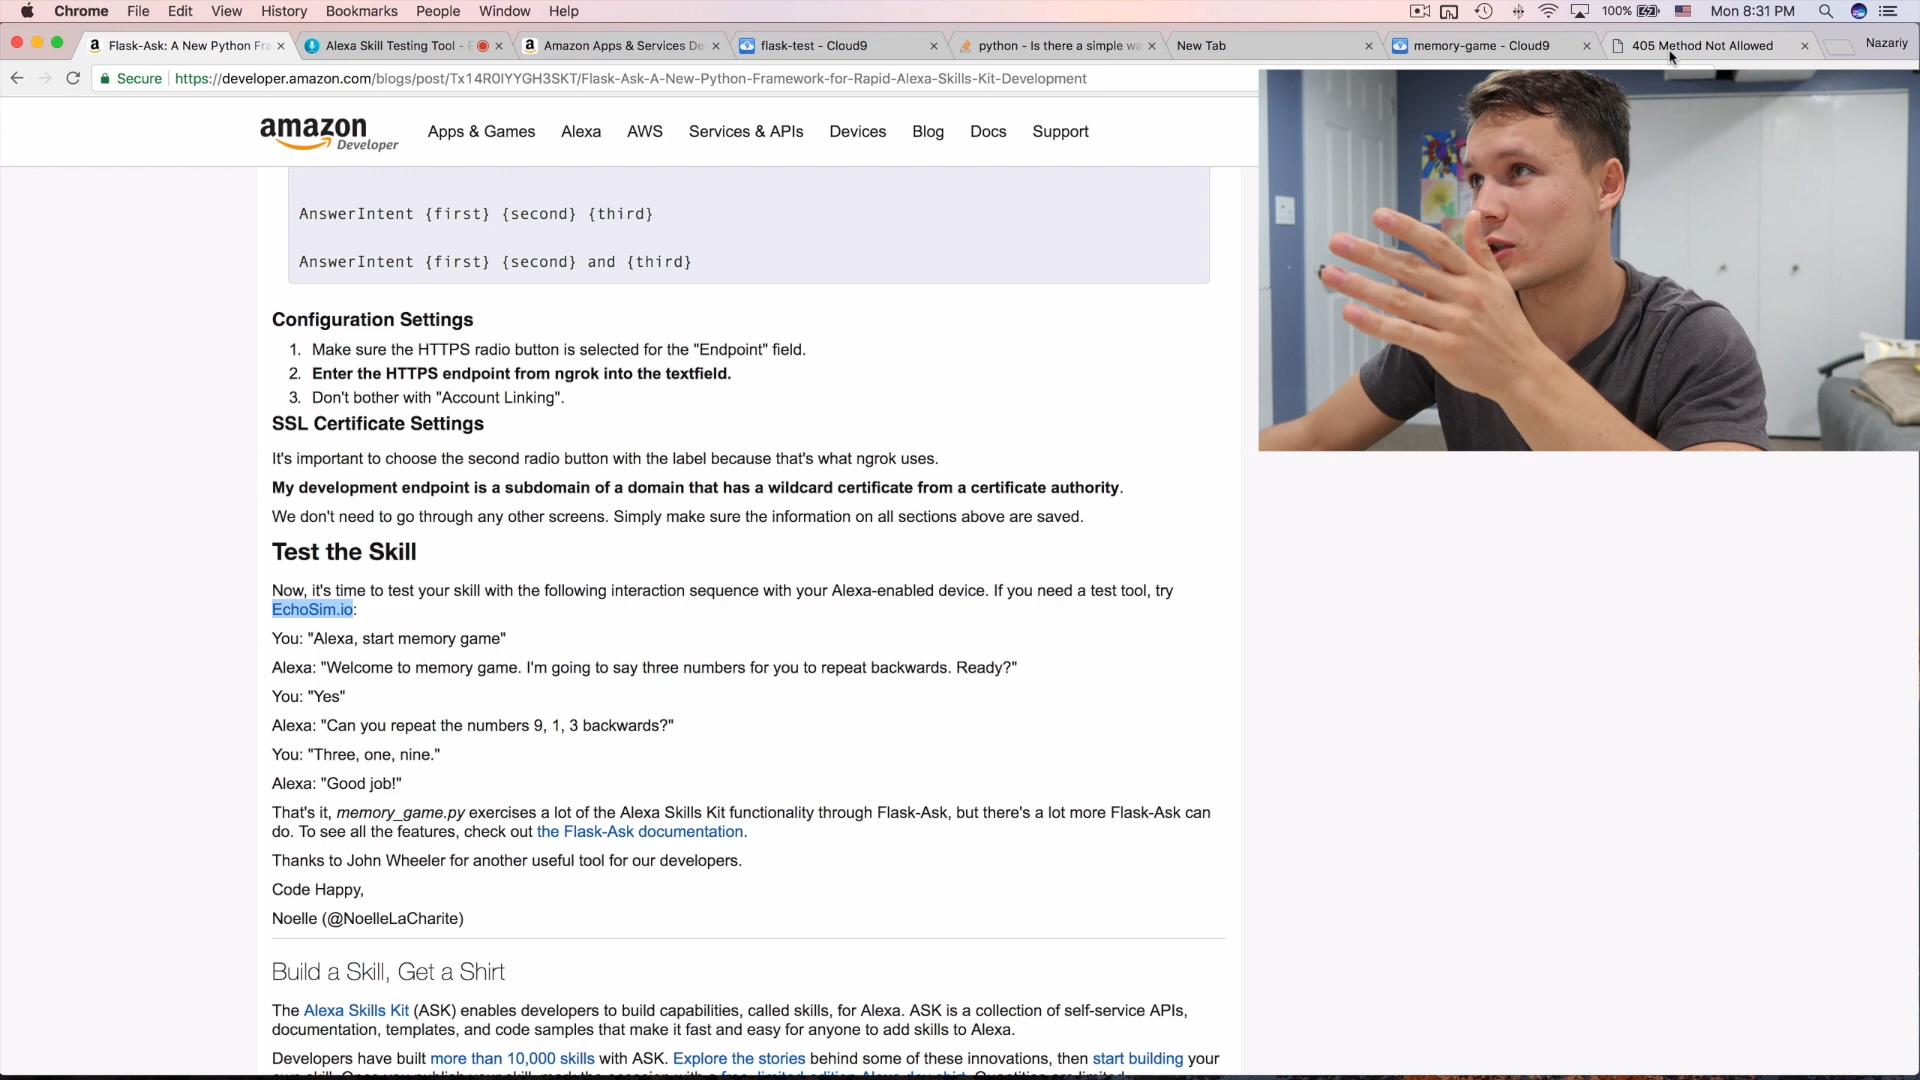 Chrome File Edit View History Bookmarks People Window Help 100% Mon 8:31 PM
Flask-Ask: A New Python Fra Alexa Skill Testing Tool - E Amazon Apps & Services De flask-test - Cloud9 python - Is there a simple wa New Tab memory-game - Cloud9 405 Method Not Allowed Nazariy
Secure https://developer.amazon.com/blogs/post/Tx14R0IYYGH3SKT/Flask-Ask-A-New-Python-Framework-for-Rapid-Alexa-Skills-Kit-Development
amazon Developer Apps & Games Alexa AWS Services & APIs Devices Blog Docs Support
AnswerIntent {first} {second} {third}
AnswerIntent {first} {second} and {third}
Configuration Settings
1. Make sure the HTTPS radio button is selected for the "Endpoint" field.
2. Enter the HTTPS endpoint from ngrok into the textfield.
3. Don't bother with "Account Linking".
SSL Certificate Settings
It's important to choose the second radio button with the label because that's what ngrok uses.
My development endpoint is a subdomain of a domain that has a wildcard certificate from a certificate authority.
We don't need to go through any other screens. Simply make sure the information on all sections above are saved.
Test the Skill
Now, it's time to test your skill with the following interaction sequence with your Alexa-enabled device. If you need a test tool, try
EchoSim.io:
You: "Alexa, start memory game"
Alexa: "Welcome to memory game. I'm going to say three numbers for you to repeat backwards. Ready?"
You: "Yes"
Alexa: "Can you repeat the numbers 9, 1, 3 backwards?"
You: "Three, one, nine."
Alexa: "Good job!"
That's it, memory_game.py exercises a lot of the Alexa Skills Kit functionality through Flask-Ask, but there's a lot more Flask-Ask can
do. To see all the features, check out the Flask-Ask documentation.
Thanks to John Wheeler for another useful tool for our developers.
Code Happy,
Noelle (@NoelleLaCharite)
Build a Skill, Get a Shirt
The Alexa Skills Kit (ASK) enables developers to build capabilities, called skills, for Alexa. ASK is a collection of self-service APIs,
documentation, templates, and code samples that make it fast and easy for anyone to add skills to Alexa.
Developers have built more than 10,000 skills with ASK. Explore the stories behind some of these innovations, then start building your